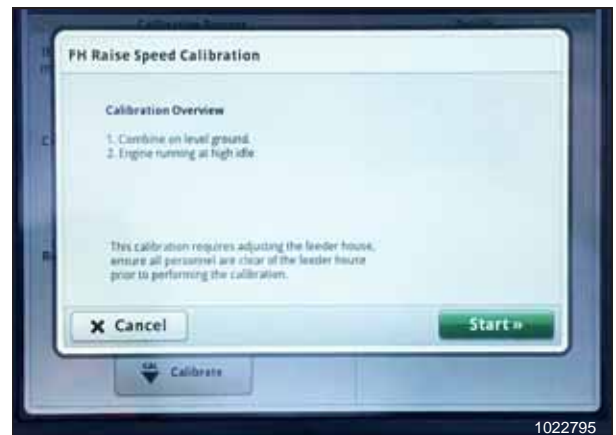 FH Raise Speed Calibration
Calibration Overview
1. Combine on level ground.
2. Engine running at high idle
This calibration requires adjusting the feeder house,
ensure all personnel are clear of the feeder house
prior to performing the calibration.
X Cancel
Start »
CAL
Calibrate
1022795